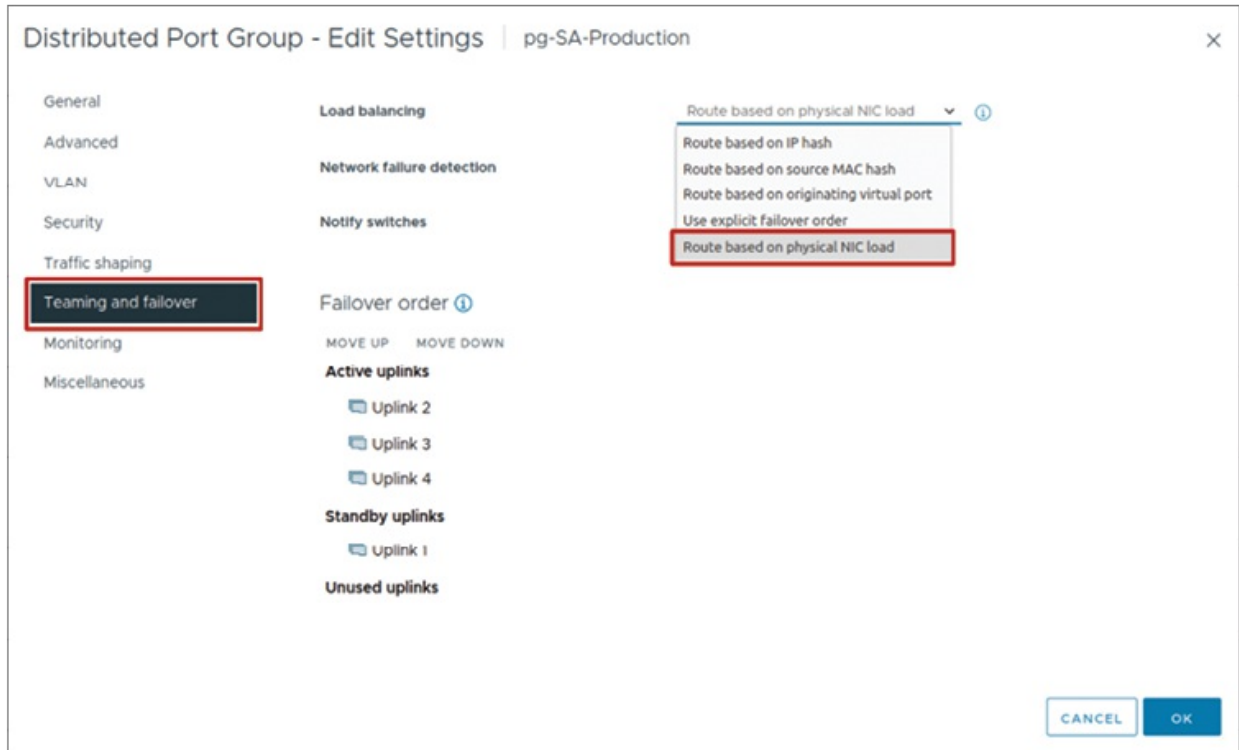 Distributed Port Group - Edit Settings | pg-SA-Production
General
Advanced
VLAN
Security
Traffic shaping
Teaming and failover
Monitoring
Miscellaneous
Load balancing
Route based on physical NIC load
Route based on IP hash
Route based on source MAC hash
Route based on originating virtual port
Use explicit failover order
Route based on physical NIC load
Network failure detection
Notify switches
Failover order
MOVE UP MOVE DOWN
Active uplinks
Uplink 2
Uplink 3
Uplink 4
Standby uplinks
Uplink 1
Unused uplinks
CANCEL OK